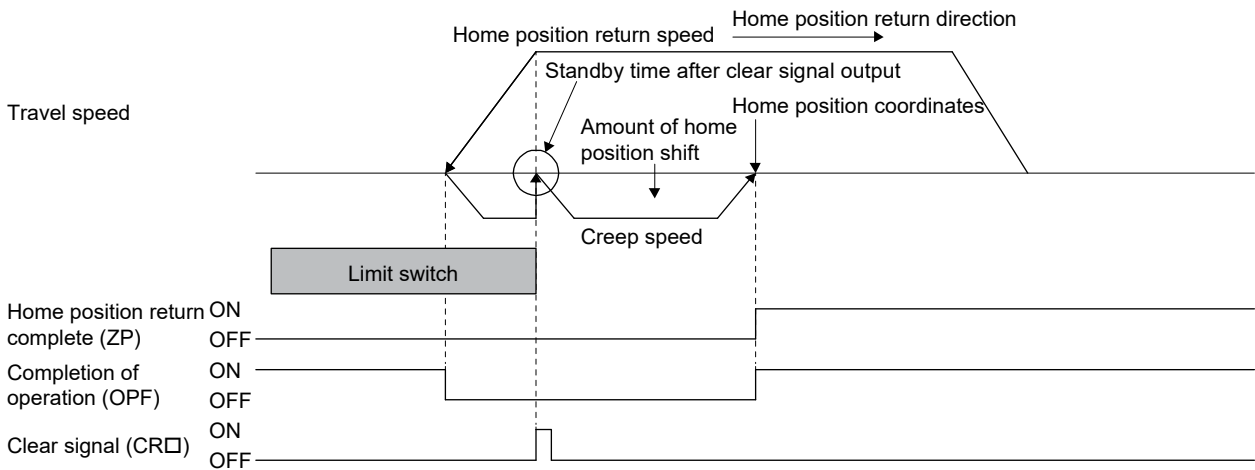 Home position return direction
Home position return speed
Standby time after clear signal output
Travel speed
Home position coordinates
Amount of home
position shift
Creep speed
Limit switch
Home position return
complete (ZP)
ON
OFF
Completion of
operation (OPF)
ON
OFF
Clear signal (CR□)
ON
OFF